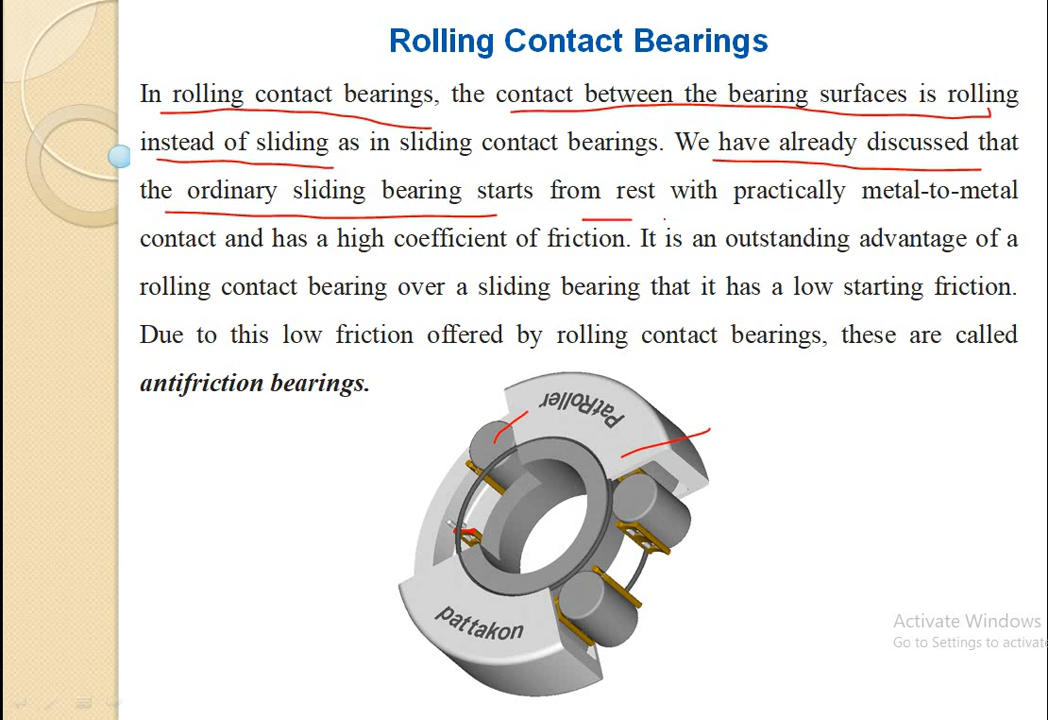 Rolling Contact Bearings
In rolling contact bearings, the contact between the bearing surfaces is rolling
instead of sliding as in sliding contact bearings. We have already discussed that
the ordinary sliding bearing starts from rest with practically metal-to-metal
contact and has a high coefficient of friction. It is an outstanding advantage of a
rolling contact bearing over a sliding bearing that it has a low starting friction.
Due to this low friction offered by rolling contact bearings, these are called
antifriction bearings.
PatRoller
pattakon
Activate Windows
Go to Settings to activate